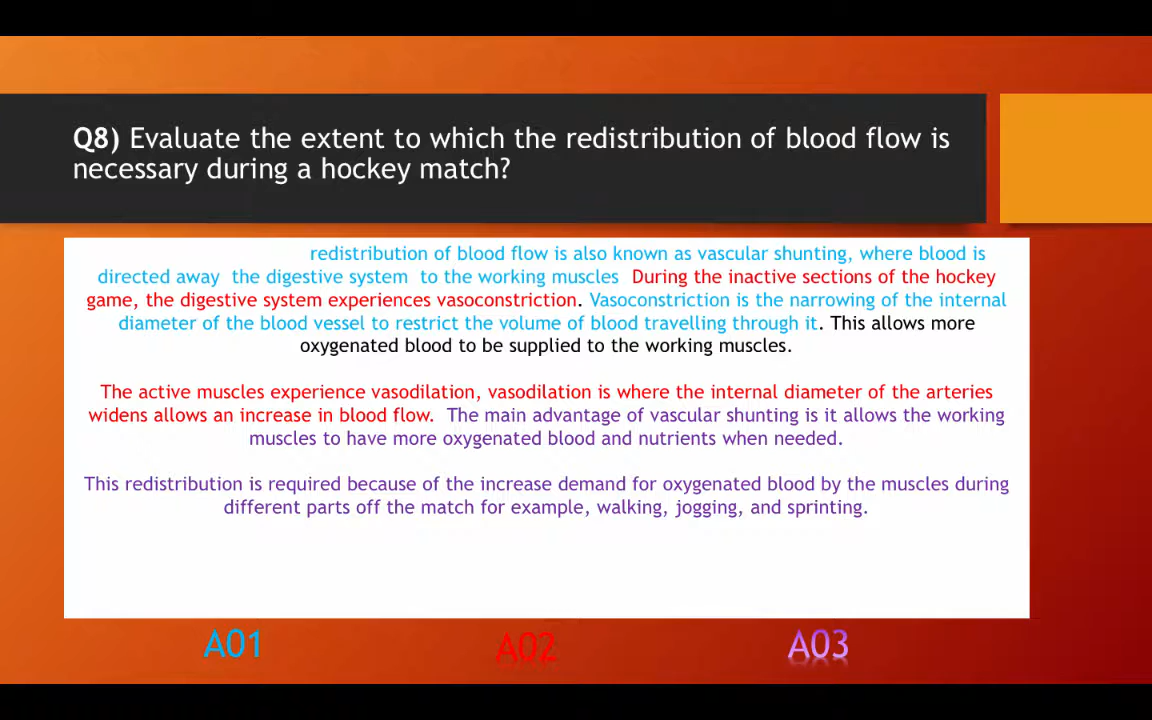 Q8) Evaluate the extent to which the redistribution of blood flow is
necessary during a hockey match?
redistribution of blood flow is also known as vascular shunting, where blood is
directed away the digestive system to the working muscles During the inactive sections of the hockey
game, the digestive system experiences vasoconstriction. Vasoconstriction is the narrowing of the internal
diameter of the blood vessel to restrict the volume of blood travelling through it. This allows more
oxygenated blood to be supplied to the working muscles.
The active muscles experience vasodilation, vasodilation is where the internal diameter of the arteries
widens allows an increase in blood flow. The main advantage of vascular shunting is it allows the working
muscles to have more oxygenated blood and nutrients when needed.
This redistribution is required because of the increase demand for oxygenated blood by the muscles during
different parts off the match for example, walking, jogging, and sprinting.
A01 A02 A03